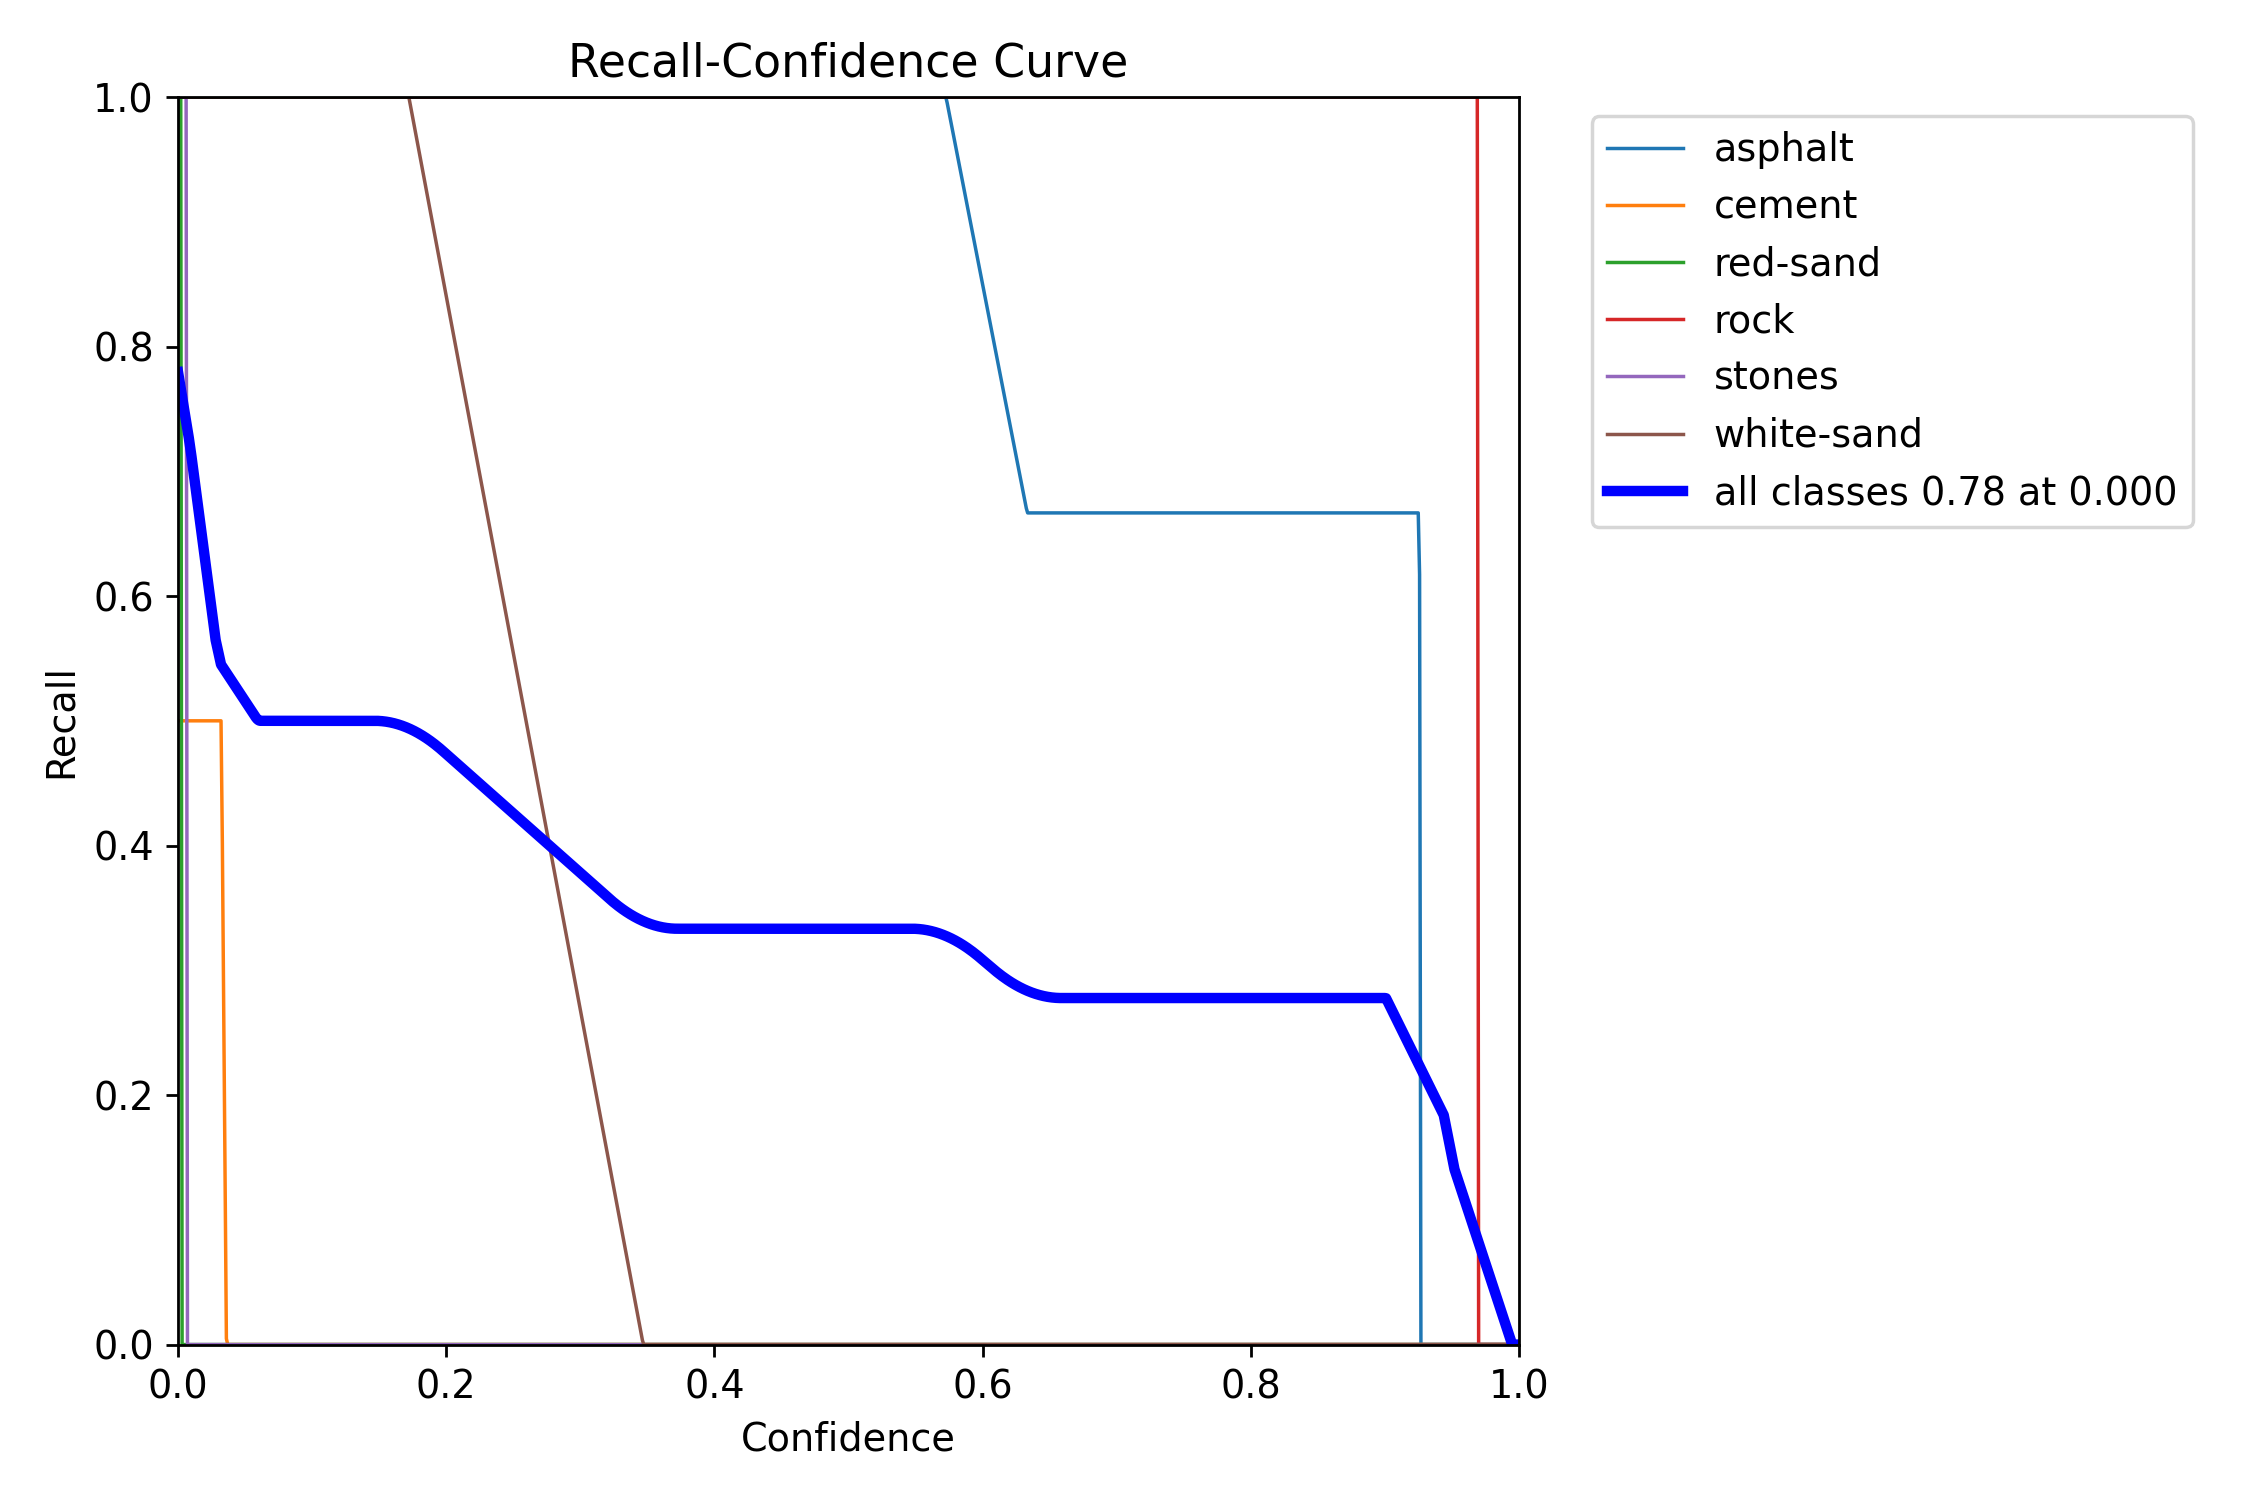 Recall-Confidence Curve
1.0
0.8
0.6
0.4
0.2
0.0
Recall
0.0 0.2 0.4 0.6 0.8 1.0
Confidence
asphalt
cement
red-sand
rock
stones
white-sand
all classes 0.78 at 0.000